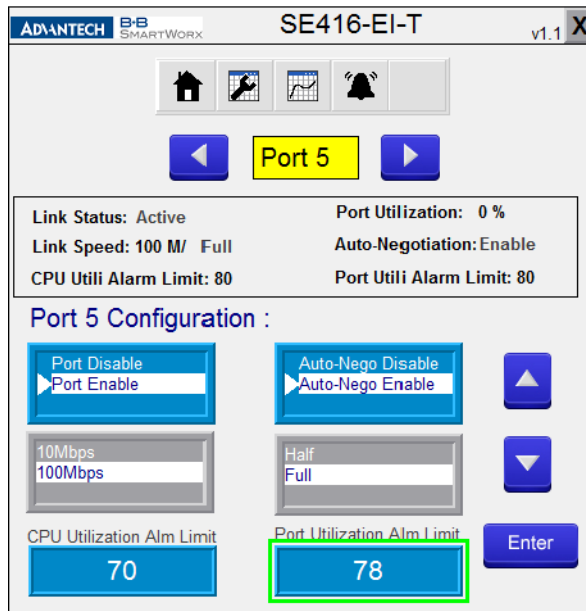 ADVANTECH B+B SMARTWORX SE416-EI-T v1.1 X
Port 5
Link Status: Active Port Utilization: 0 %
Link Speed: 100 M/ Full Auto-Negotiation: Enable
CPU Utili Alarm Limit: 80 Port Utili Alarm Limit: 80
Port 5 Configuration :
Port Disable Auto-Nego Disable
Port Enable Auto-Nego Enable
10Mbps Half
100Mbps Full
CPU Utilization Alm Limit Port Utilization Alm Limit Enter
70 78